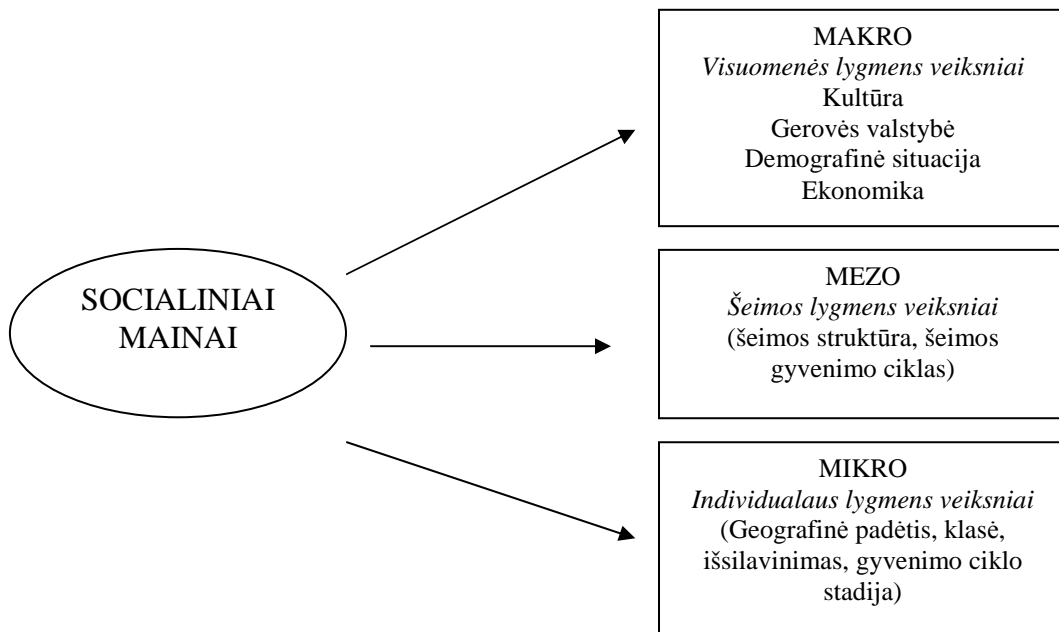 SOCIALINIAI
MAINAI
MAKRO
Visuomenės lygmens veiksniai
Kultūra
Gerovės valstybė
Demografinė situacija
Ekonomika
MEZO
Šeimos lygmens veiksniai
(šeimos struktūra, šeimos
gyvenimo ciklas)
MIKRO
Individualaus lygmens veiksniai
(Geografinė padėtis, klasė,
išsilavinimas, gyvenimo ciklo
stadija)